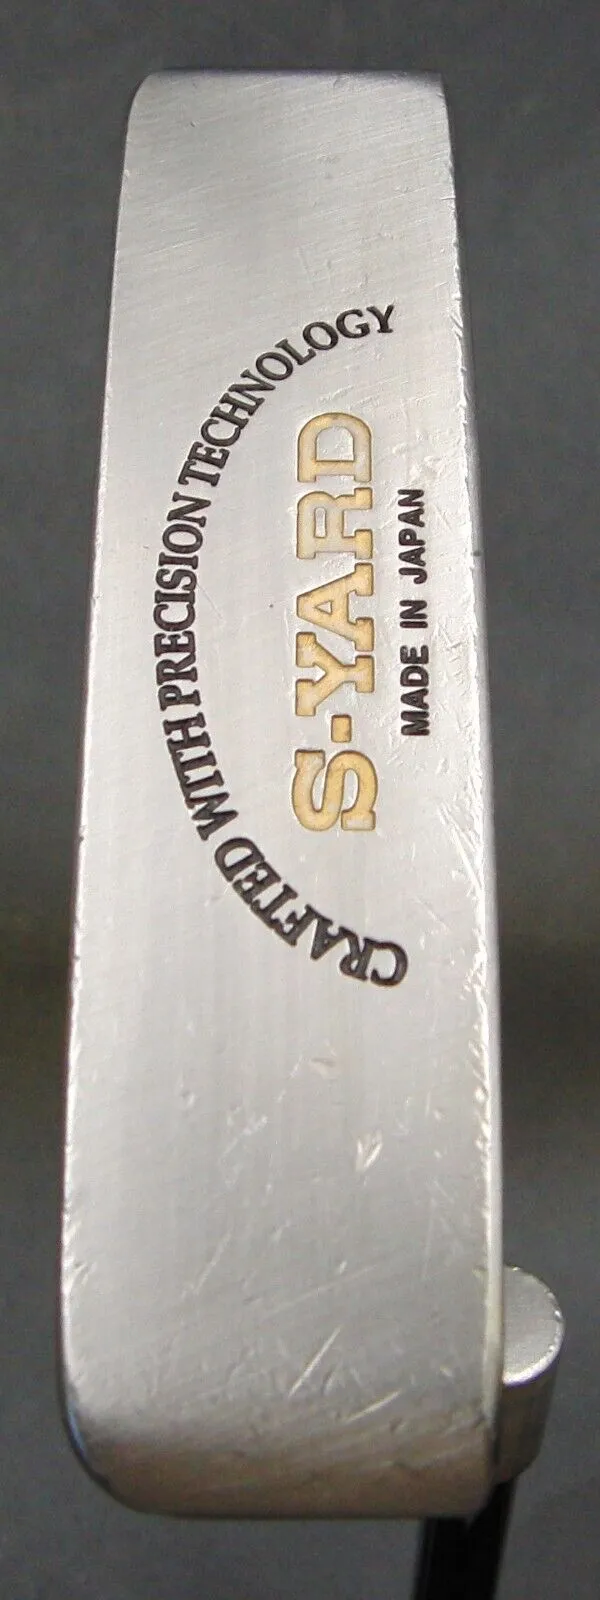 CRAFTED WITH PRECISION TECHNOLOGY
S-YARD
MADE IN JAPAN